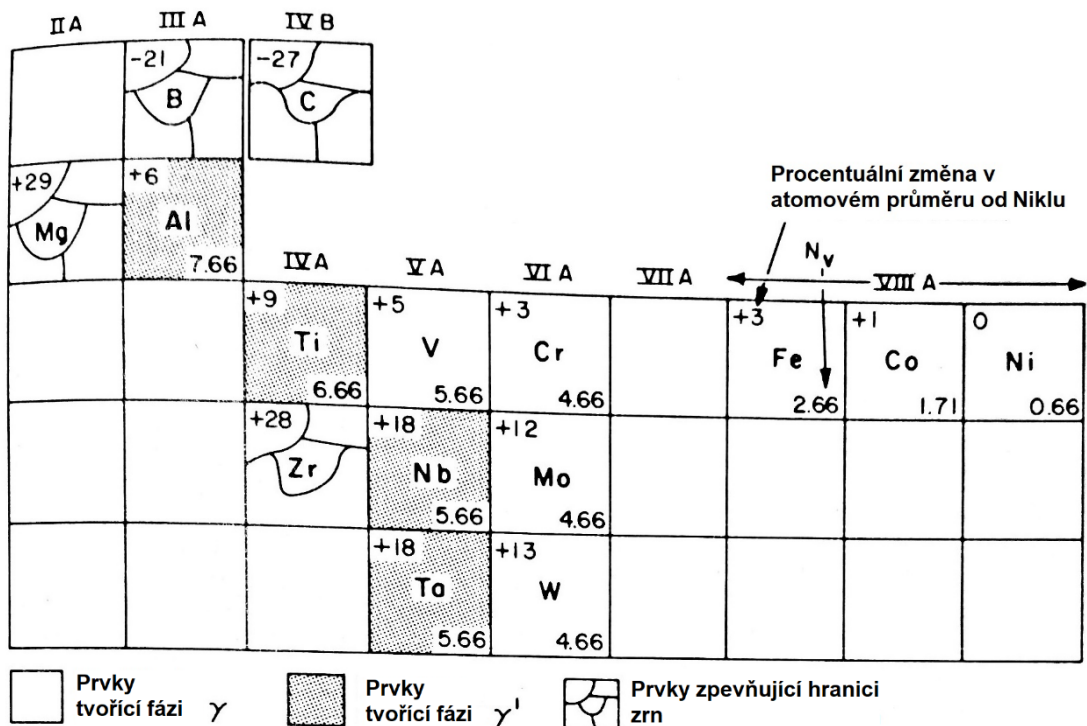 II A
III A
IV B
-21
B
-27
C
+29
Mg
+6
Al
7.66
Procentuální změna v
atomovém průměru od Niklu
IV A
V A
VI A
VII A
N_v
VIII A
+9
Ti
6.66
+5
V
5.66
+3
Cr
4.66
+3
Fe
2.66
+1
Co
1.71
0
Ni
0.66
+28
Zr
+18
Nb
5.66
+12
Mo
4.66
+18
Ta
5.66
+13
W
4.66
Prvky
tvořící fázi γ
Prvky
tvořící fázi γ'
Prvky zpevňující hranici
zrn